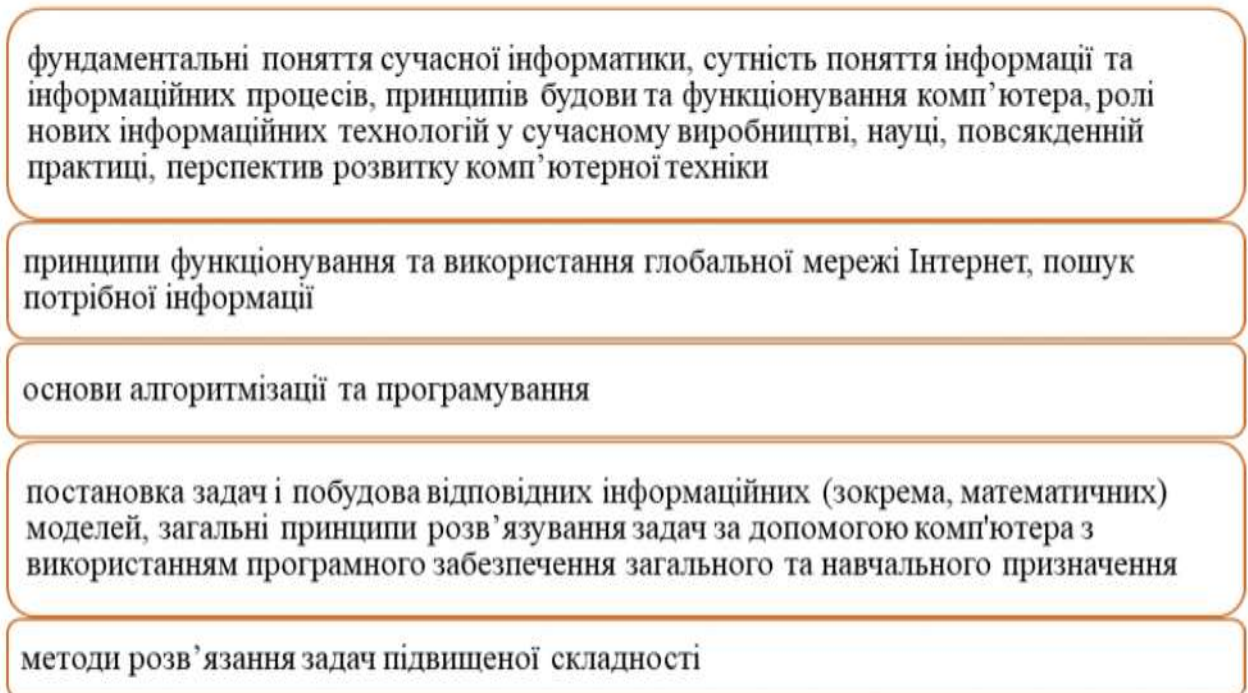 фундаментальні поняття сучасної інформатики, сутність поняття інформації та
інформаційних процесів, принципів будови та функціонування комп’ютера, ролі
нових інформаційних технологій у сучасному виробництві, науці, повсякденній
практиці, перспектив розвитку комп’ютерної техніки
принципи функціонування та використання глобальної мережі Інтернет, пошук
потрібної інформації
основи алгоритмізації та програмування
постановка задач і побудова відповідних інформаційних (зокрема, математичних)
моделей, загальні принципи розв’язування задач за допомогою комп'ютера з
використанням програмного забезпечення загального та навчального призначення
методи розв’язання задач підвищеної складності